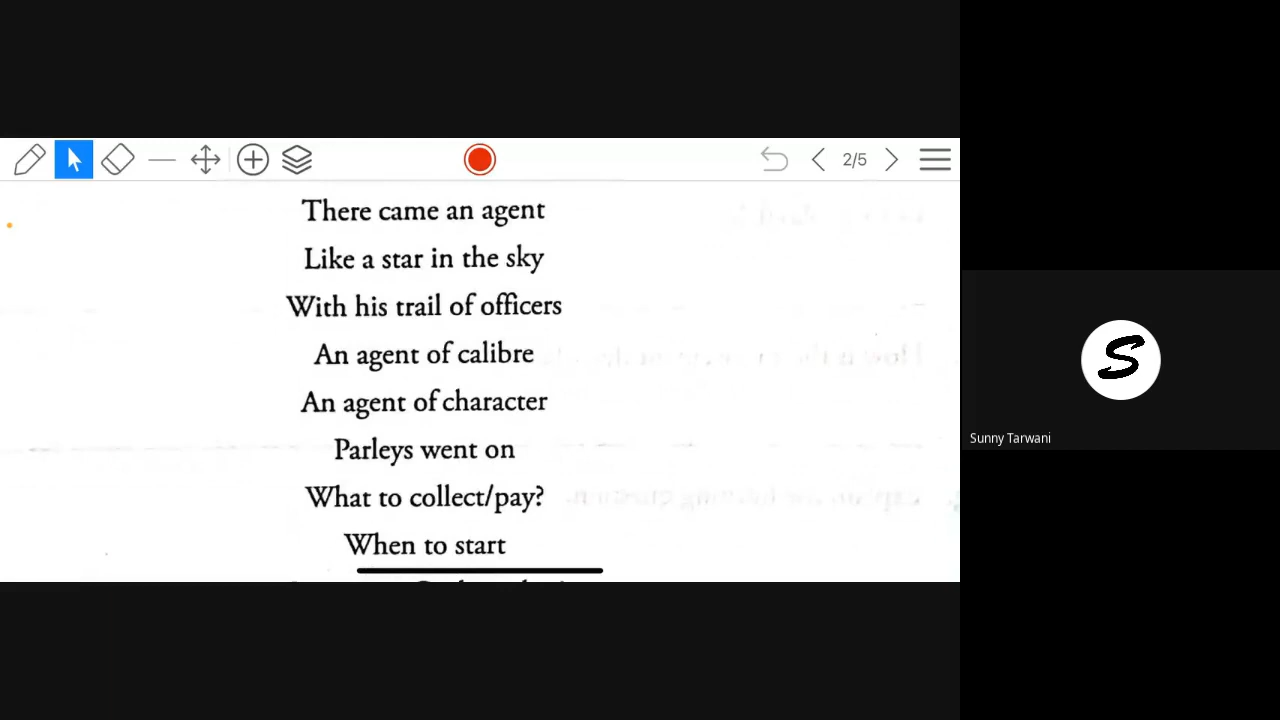 2/5
There came an agent
Like a star in the sky
With his trail of officers
An agent of calibre
An agent of character
Parleys went on
What to collect/pay?
When to start
S
Sunny Tarwani